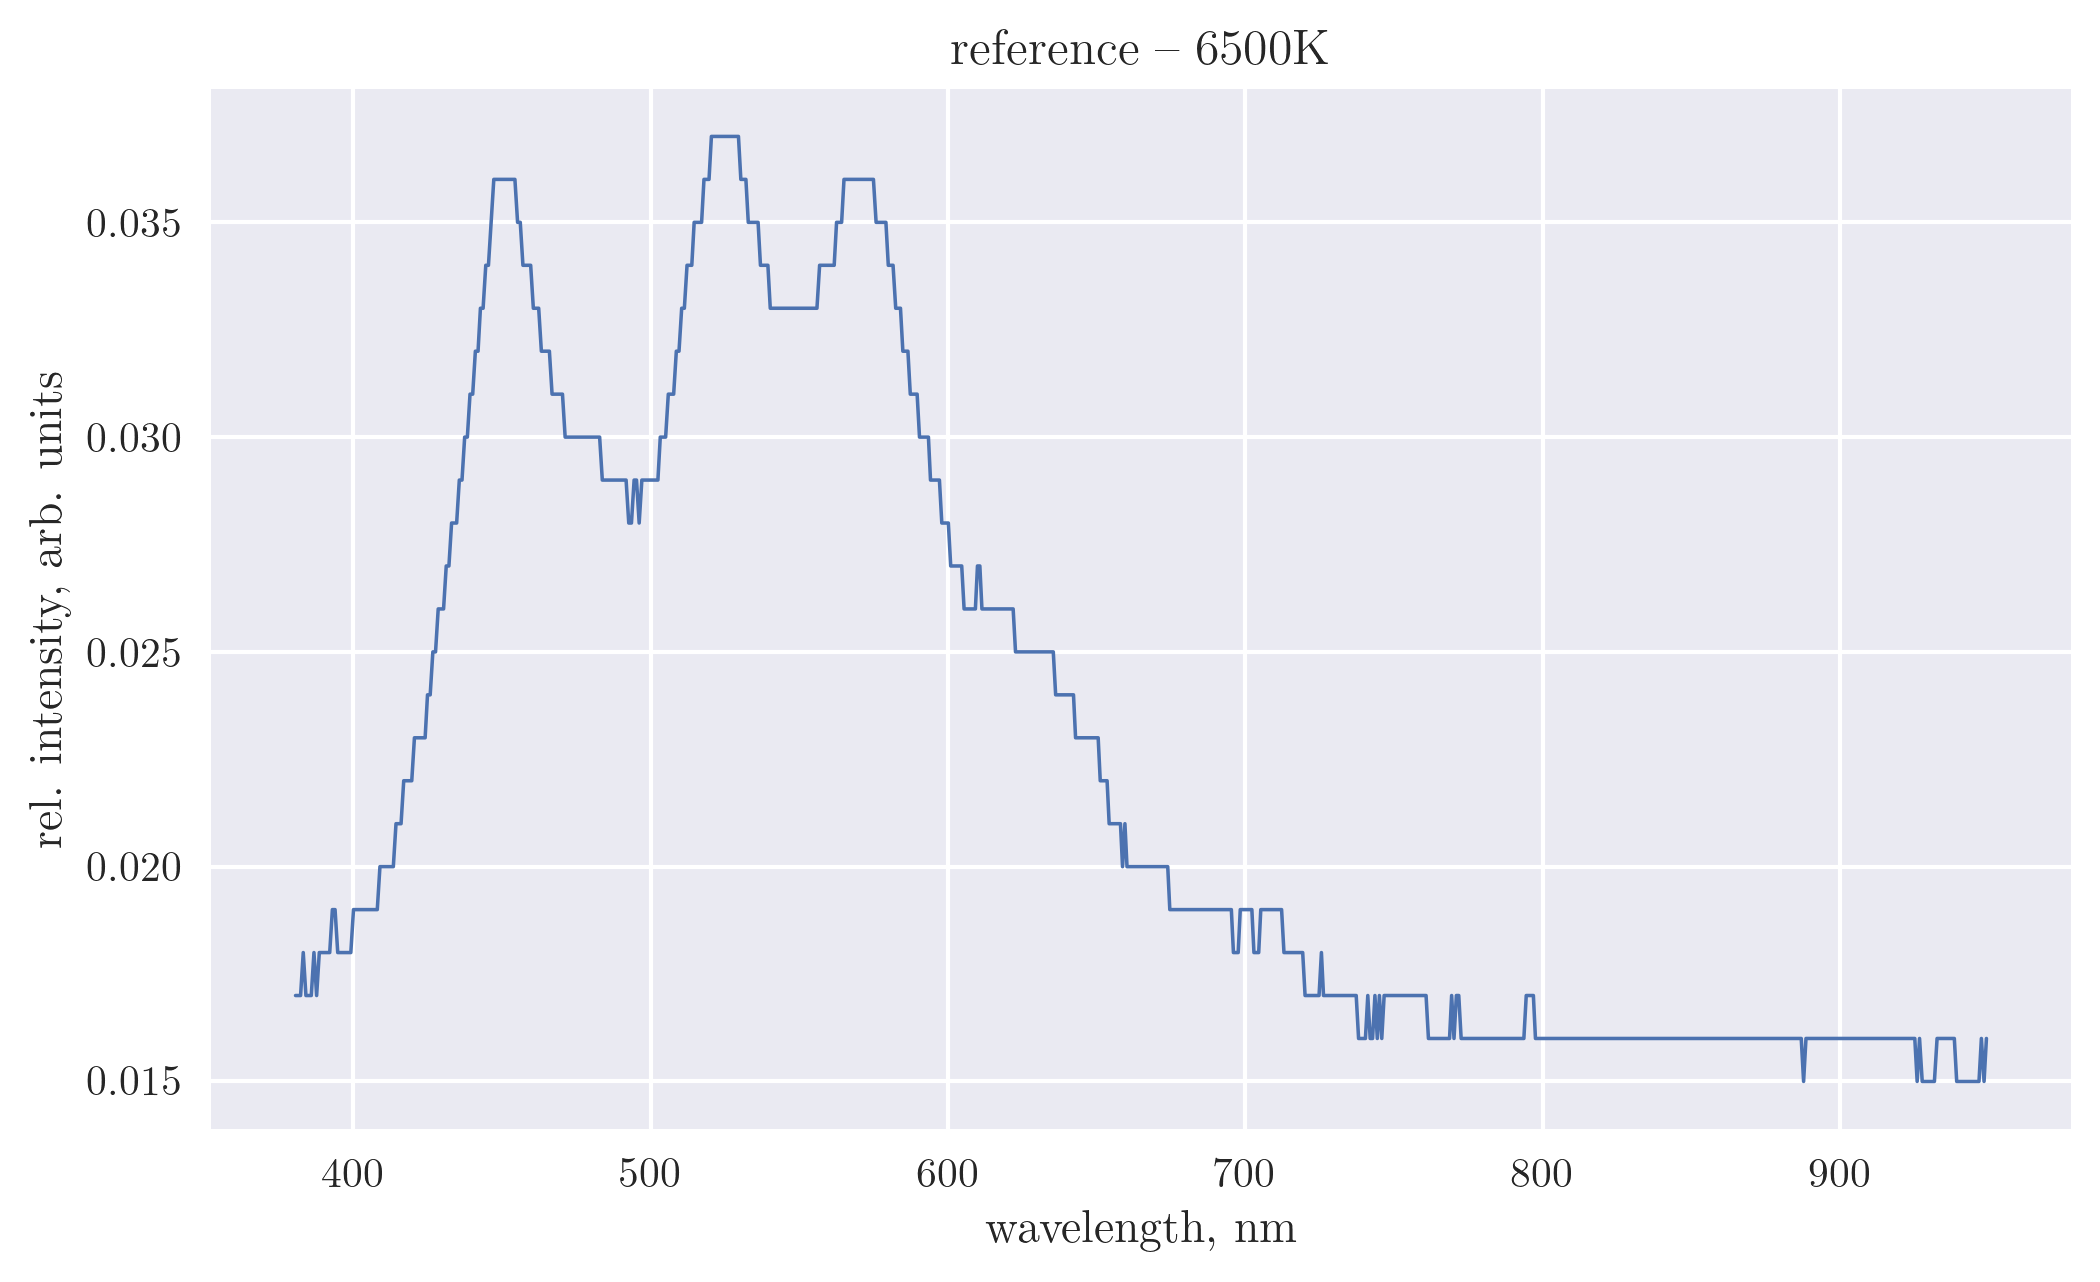 reference – 6500K
rel. intensity, arb. units
0.035
0.030
0.025
0.020
0.015
400 500 600 700 800 900
wavelength, nm